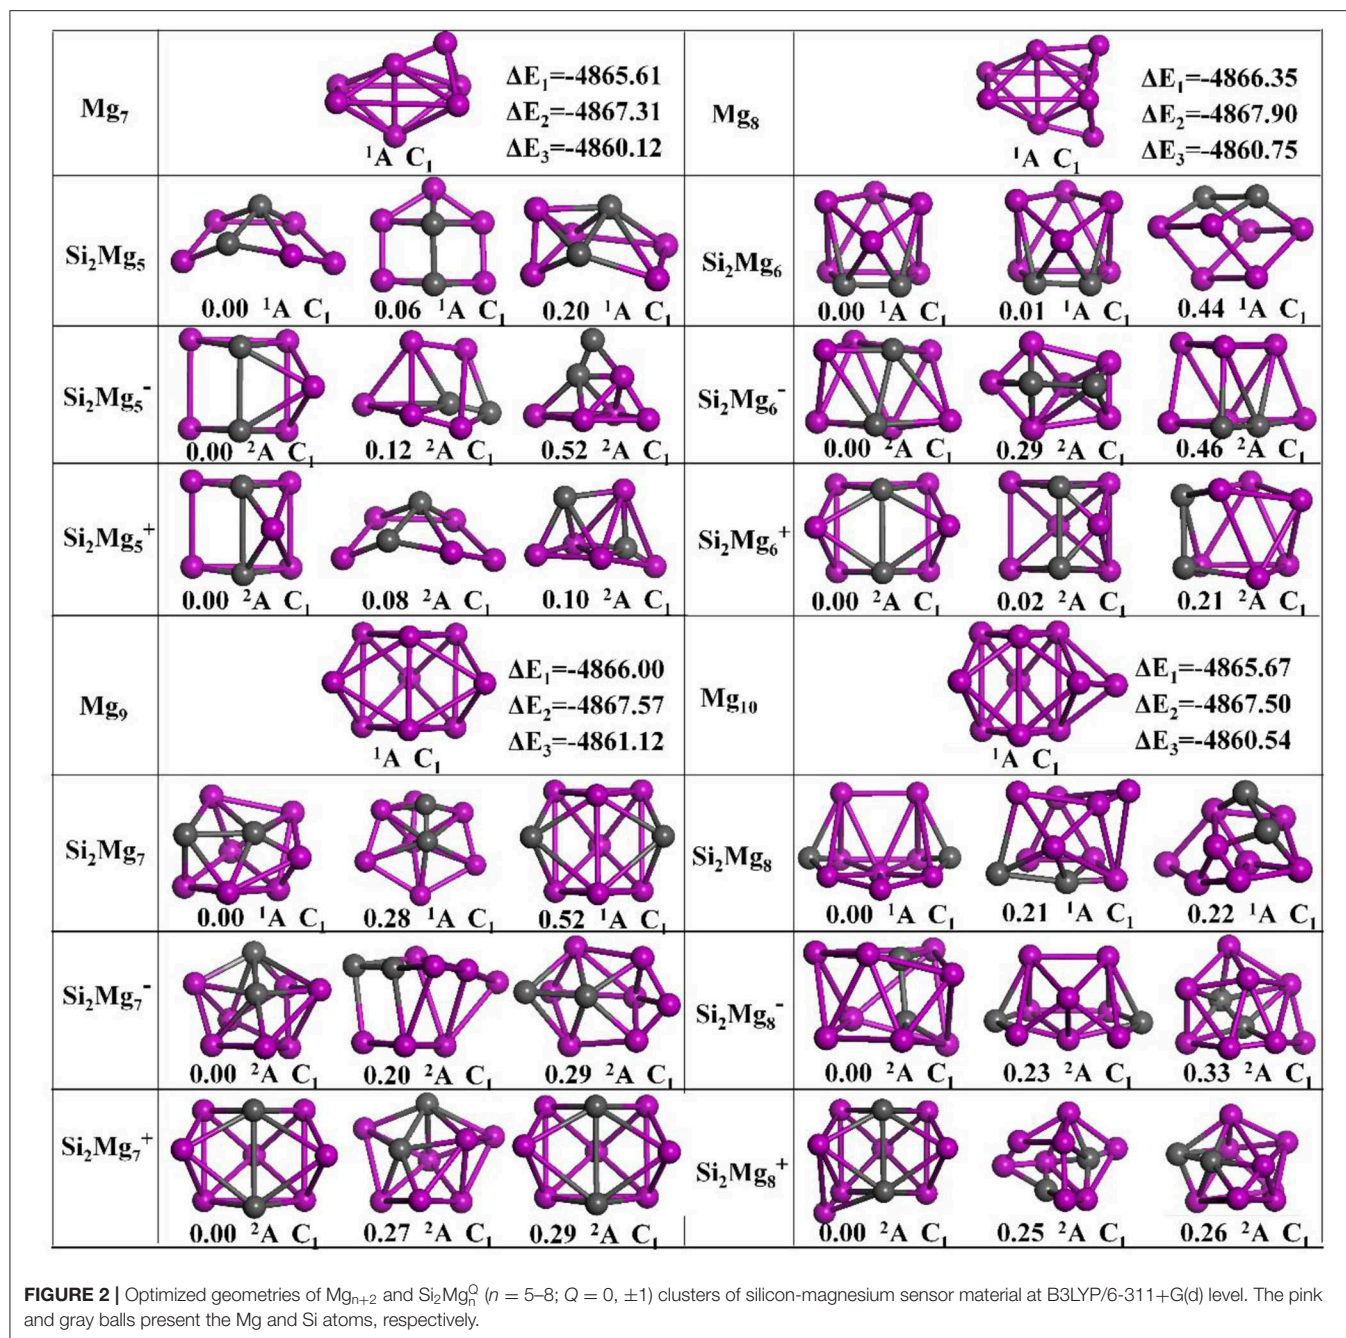 Mg₇
ΔE₁=-4865.61
ΔE₂=-4867.31
ΔE₃=-4860.12
¹A C₁
Mg₈
ΔE₁=-4866.35
ΔE₂=-4867.90
ΔE₃=-4860.75
¹A C₁
Si₂Mg₅
0.00 ¹A C₁ 0.06 ¹A C₁ 0.20 ¹A C₁
Si₂Mg₆
0.00 ¹A C₁ 0.01 ¹A C₁ 0.44 ¹A C₁
Si₂Mg₅⁻
0.00 ²A C₁ 0.12 ²A C₁ 0.52 ²A C₁
Si₂Mg₆⁻
0.00 ²A C₁ 0.29 ²A C₁ 0.46 ²A C₁
Si₂Mg₅⁺
0.00 ²A C₁ 0.08 ²A C₁ 0.10 ²A C₁
Si₂Mg₆⁺
0.00 ²A C₁ 0.02 ²A C₁ 0.21 ²A C₁
Mg₉
ΔE₁=-4866.00
ΔE₂=-4867.57
ΔE₃=-4861.12
¹A C₁
Mg₁₀
ΔE₁=-4865.67
ΔE₂=-4867.50
ΔE₃=-4860.54
¹A C₁
Si₂Mg₇
0.00 ¹A C₁ 0.28 ¹A C₁ 0.52 ¹A C₁
Si₂Mg₈
0.00 ¹A C₁ 0.21 ¹A C₁ 0.22 ¹A C₁
Si₂Mg₇⁻
0.00 ²A C₁ 0.20 ²A C₁ 0.29 ²A C₁
Si₂Mg₈⁻
0.00 ²A C₁ 0.23 ²A C₁ 0.33 ²A C₁
Si₂Mg₇⁺
0.00 ²A C₁ 0.27 ²A C₁ 0.29 ²A C₁
Si₂Mg₈⁺
0.00 ²A C₁ 0.25 ²A C₁ 0.26 ²A C₁
FIGURE 2 | Optimized geometries of Mgₙ₊₂ and Si₂Mgₙ^Q (n = 5–8; Q = 0, ±1) clusters of silicon-magnesium sensor material at B3LYP/6-311+G(d) level. The pink
and gray balls present the Mg and Si atoms, respectively.